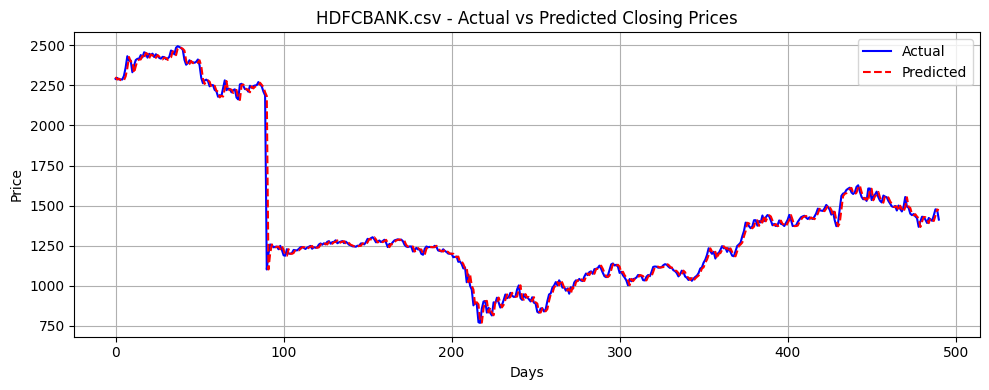 HDFCBANK.csv - Actual vs Predicted Closing Prices
Actual
Predicted
Price
2500
2250
2000
1750
1500
1250
1000
750
0 100 200 300 400 500
Days